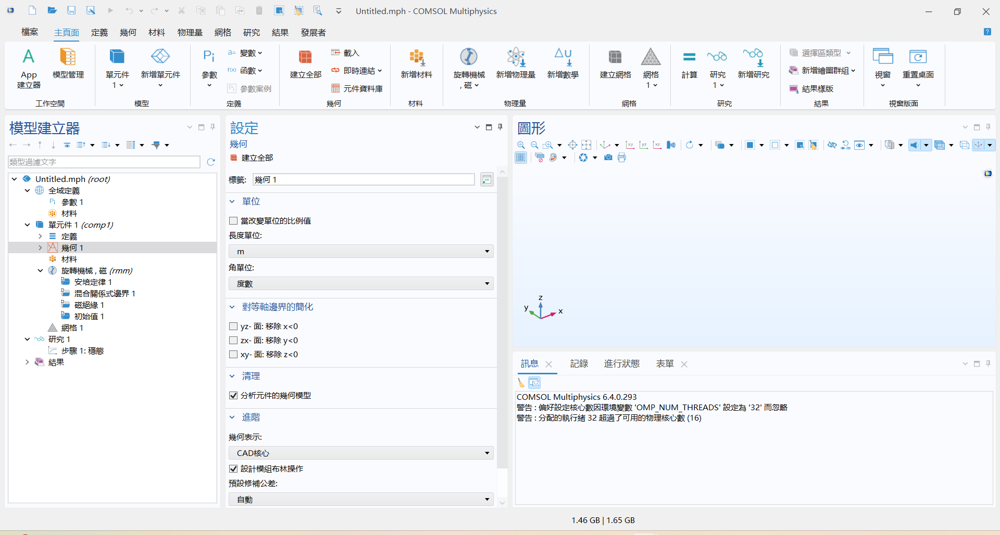 Untitled.mph - COMSOL Multiphysics
檔案 主頁面 定義 幾何 材料 物理量 網格 研究 結果 發展者
App 建立器
模型管理
工作空間
單元件 1
新增單元件
模型
Pi
參數
a= 變數
f(x) 函數
Pi 參數案例
定義
建立全部
載入
即時連結
元件資料庫
幾何
新增材料
材料
旋轉機械 , 磁
新增物理量
ΔU
新增數學
物理量
建立網格
網格 1
網格
計算
研究 1
新增研究
研究
選擇區類型
新增繪圖群組
結果樣版
結果
視窗
重置桌面
視窗版面
模型建立器
類型過濾文字
Untitled.mph (root)
全域定義
Pi 參數 1
材料
單元件 1 (comp1)
定義
幾何 1
材料
旋轉機械 , 磁 (rmm)
安培定律 1
混合關係式邊界 1
磁絕緣 1
初始值 1
網格 1
研究 1
步驟 1: 穩態
結果
設定
幾何
建立全部
標籤: 幾何 1
單位
當改變單位的比例值
長度單位:
m
角單位:
度數
對等軸邊界的簡化
yz- 面: 移除 x<0
zx- 面: 移除 y<0
xy- 面: 移除 z<0
清理
分析元件的幾何模型
進階
幾何表示:
CAD核心
設計模組布林操作
預設修補公差:
自動
圖形
xy yz xz
z
y
x
訊息 記錄 進行狀態 表單
COMSOL Multiphysics 6.4.0.293
警告 : 偏好設定核心數因環境變數 'OMP_NUM_THREADS' 設定為 '32' 而忽略
警告 : 分配的執行緒 32 超過了可用的物理核心數 (16)
1.46 GB | 1.65 GB